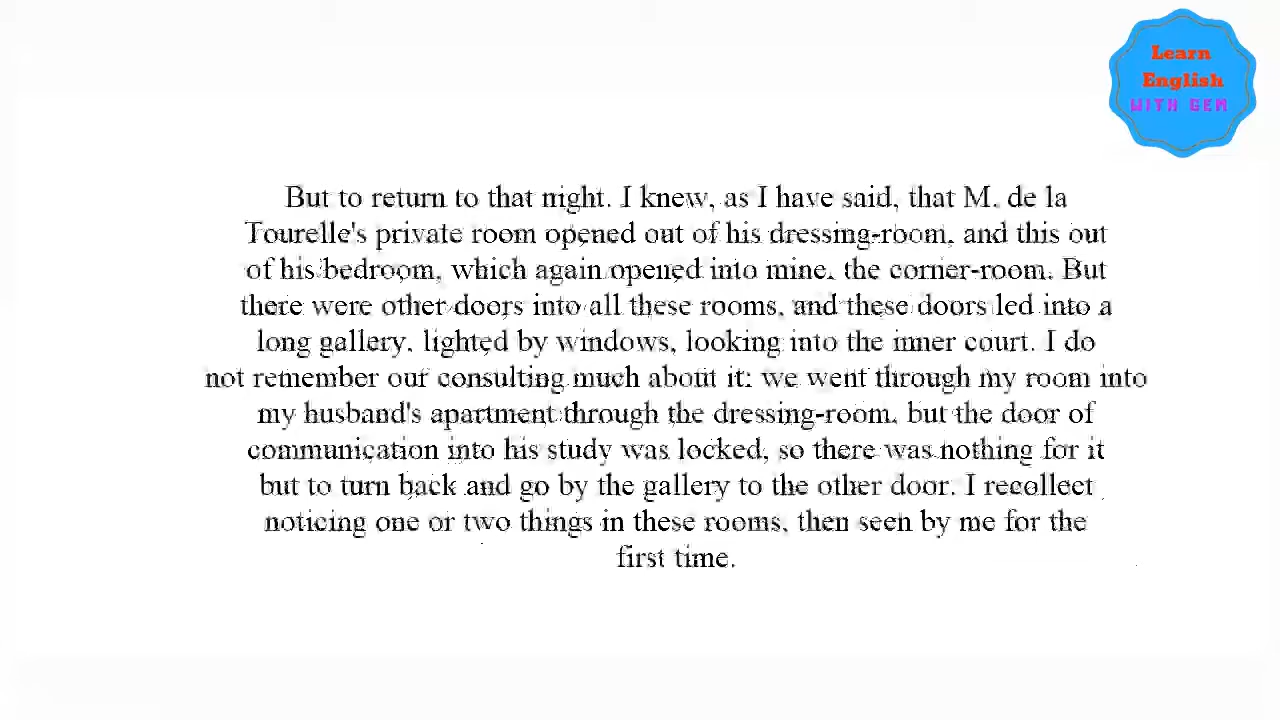 Learn
English
WITH GEM
But to return to that night. I knew, as I have said, that M. de la
Tourelle's private room opened out of his dressing-room, and this out
of his bedroom, which again opened into mine, the corner-room. But
there were other doors into all these rooms, and these doors led into a
long gallery, lighted by windows, looking into the inner court. I do
not remember our consulting much about it; we went through my room into
my husband's apartment through the dressing-room, but the door of
communication into his study was locked, so there was nothing for it
but to turn back and go by the gallery to the other door. I recollect
noticing one or two things in these rooms, then seen by me for the
first time.